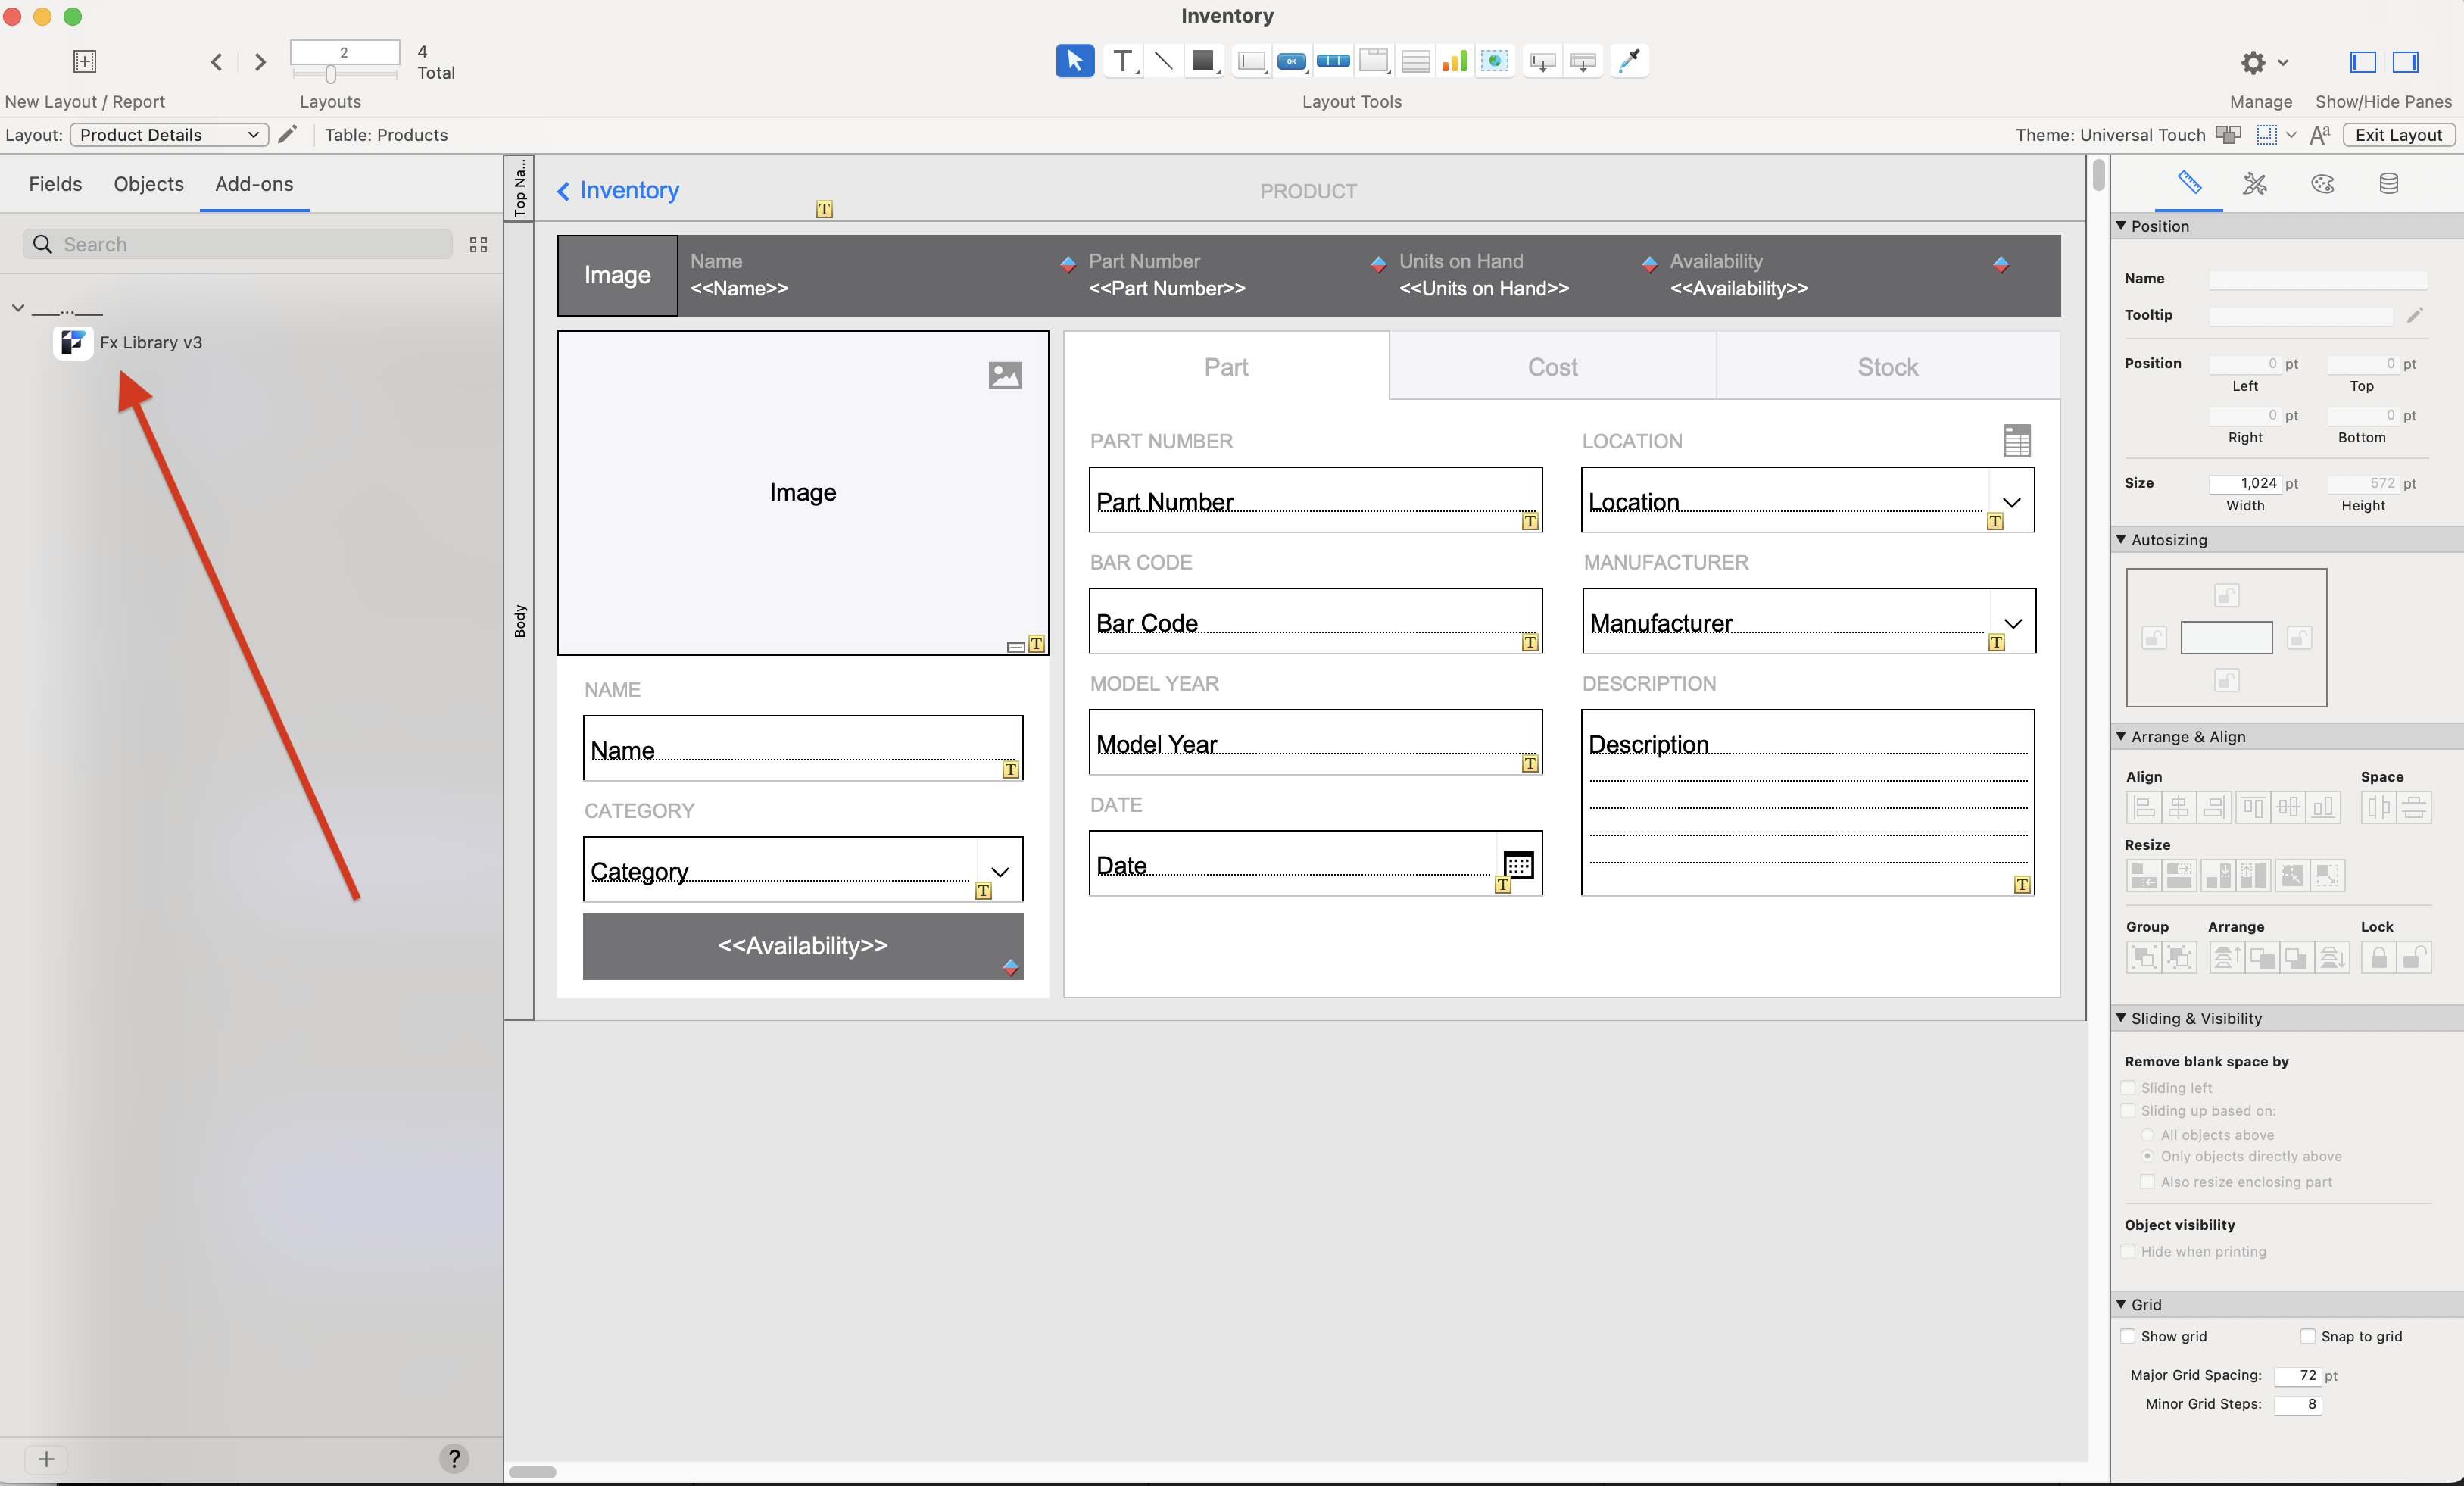 Inventory
2
4
Total
New Layout / Report
Layouts
OK
Layout Tools
Manage
Show/Hide Panes
Layout:
Product Details
Table: Products
Theme: Universal Touch
Aa
Exit Layout
Fields
Objects
Add-ons
Search
___...___
Fx Library v3
?
Top Na...
Body
Inventory
T
PRODUCT
Image
Name
<<Name>>
Part Number
<<Part Number>>
Units on Hand
<<Units on Hand>>
Availability
<<Availability>>
Image
T
NAME
Name
T
CATEGORY
Category
T
<<Availability>>
Part
Cost
Stock
PART NUMBER
Part Number
T
LOCATION
Location
T
BAR CODE
Bar Code
T
MANUFACTURER
Manufacturer
T
MODEL YEAR
Model Year
T
DESCRIPTION
Description
T
DATE
Date
T
Position
Name
Tooltip
Position
0 pt
0 pt
Left
Top
0 pt
0 pt
Right
Bottom
Size
1,024 pt
572 pt
Width
Height
Autosizing
Arrange & Align
Align
Space
Resize
Group
Arrange
Lock
Sliding & Visibility
Remove blank space by
Sliding left
Sliding up based on:
All objects above
Only objects directly above
Also resize enclosing part
Object visibility
Hide when printing
Grid
Show grid
Snap to grid
Major Grid Spacing: 72 pt
Minor Grid Steps: 8